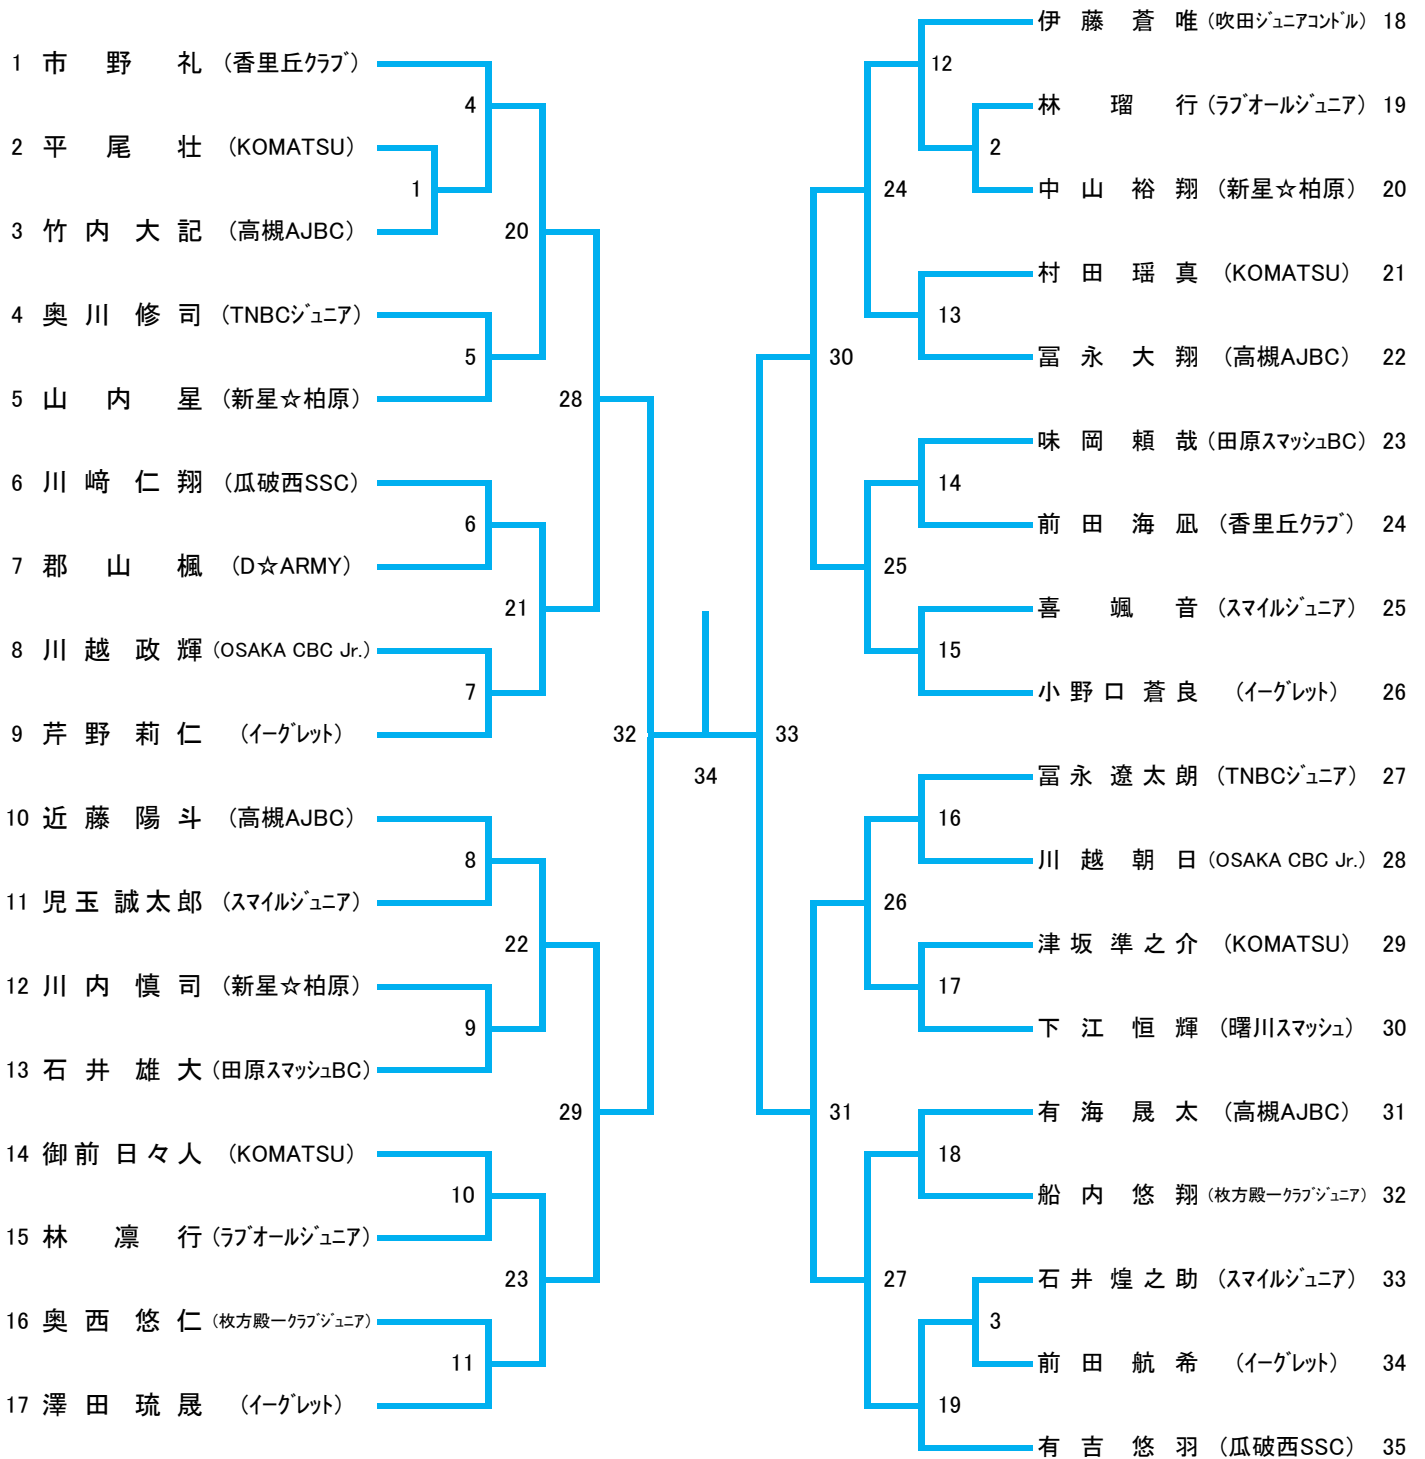 1 市野礼 (香里丘クラブ)
2 平尾壮 (KOMATSU)
3 竹内大記 (高槻AJBC)
4 奥川修司 (TNBCジュニア)
5 山内星 (新星☆柏原)
6 川﨑仁翔 (瓜破西SSC)
7 郡山楓 (D☆ARMY)
8 川越政輝 (OSAKA CBC Jr.)
9 芹野莉仁 (イーグレット)
10 近藤陽斗 (高槻AJBC)
11 児玉誠太郎 (スマイルジュニア)
12 川内慎司 (新星☆柏原)
13 石井雄大 (田原スマッシュBC)
14 御前日々人 (KOMATSU)
15 林凛行 (ラブオールジュニア)
16 奥西悠仁 (枚方殿一クラブジュニア)
17 澤田琉晟 (イーグレット)
4
1
20
5
28
6
21
7
32
8
22
9
29
10
23
11
34
33
12
2
24
13
30
14
25
15
16
26
17
31
18
27
3
19
伊藤蒼唯 (吹田ジュニアコンドル) 18
林瑠行 (ラブオールジュニア) 19
中山裕翔 (新星☆柏原) 20
村田瑶真 (KOMATSU) 21
冨永大翔 (高槻AJBC) 22
味岡頼哉 (田原スマッシュBC) 23
前田海凪 (香里丘クラブ) 24
喜颯音 (スマイルジュニア) 25
小野口蒼良 (イーグレット) 26
冨永遼太朗 (TNBCジュニア) 27
川越朝日 (OSAKA CBC Jr.) 28
津坂準之介 (KOMATSU) 29
下江恒輝 (曙川スマッシュ) 30
有海晟太 (高槻AJBC) 31
船内悠翔 (枚方殿一クラブジュニア) 32
石井煌之助 (スマイルジュニア) 33
前田航希 (イーグレット) 34
有吉悠羽 (瓜破西SSC) 35